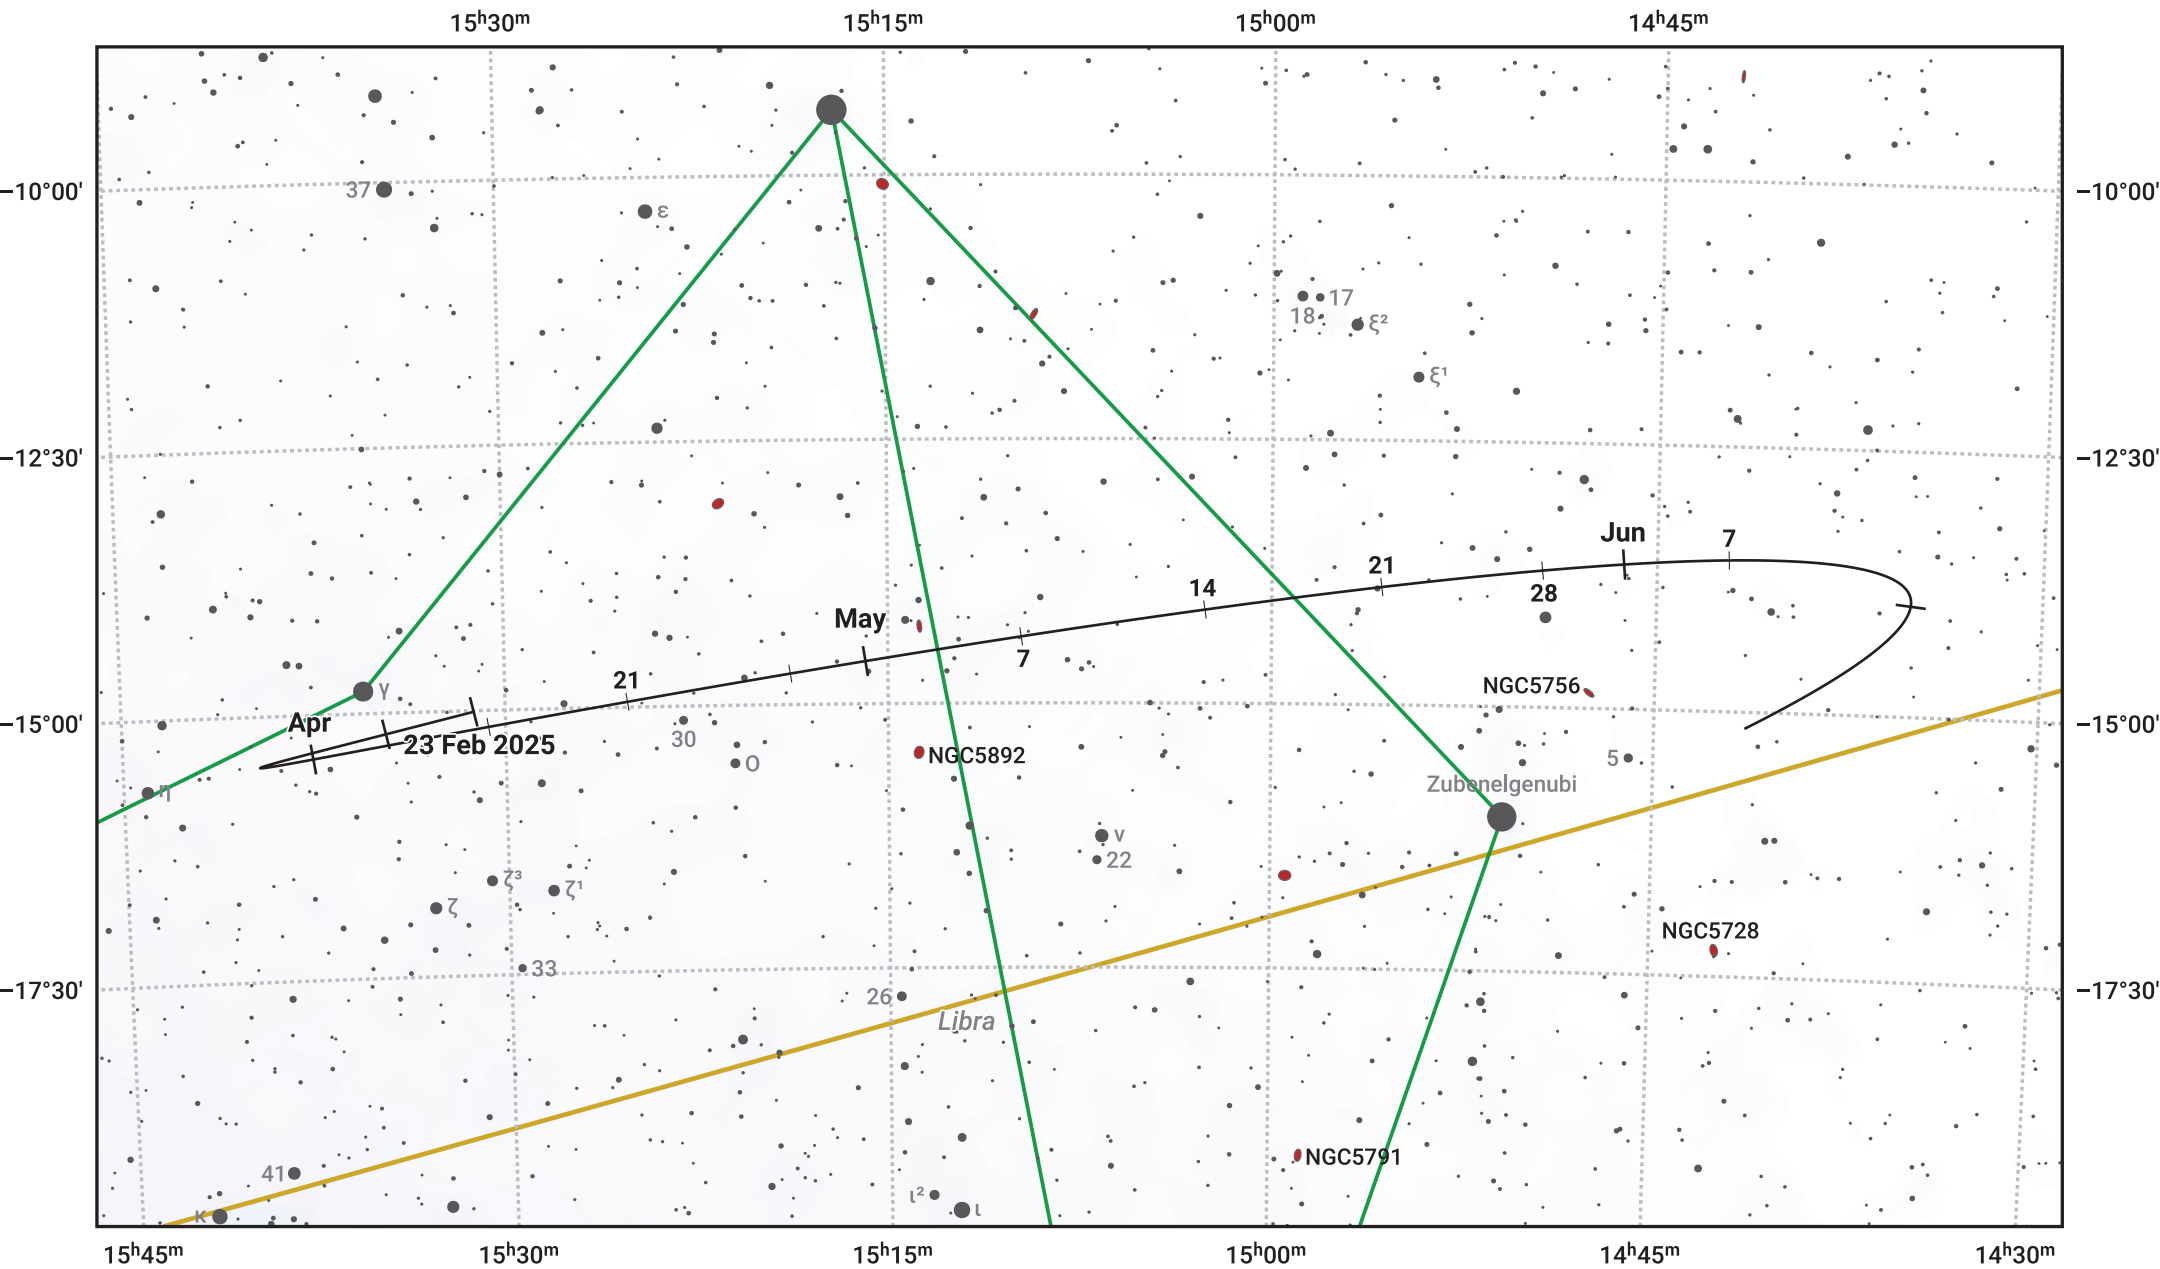 15ʰ30ᵐ 15ʰ15ᵐ 15ʰ00ᵐ 14ʰ45ᵐ
−10°00' 37 ε −10°00'
17
18 ξ²
ξ¹
−12°30' −12°30'
Jun 7
21
14 28
May
7
21
γ NGC5756
Apr
−15°00' 23 Feb 2025 30 −15°00'
O NGC5892 5
Zubenelgenubi
η
ν
22
ζ³ ζ¹
ζ
NGC5728
33
−17°30' 26 −17°30'
Libra
NGC5791
41
ι²
κ ι
15ʰ45ᵐ 15ʰ30ᵐ 15ʰ15ᵐ 15ʰ00ᵐ 14ʰ45ᵐ 14ʰ30ᵐ